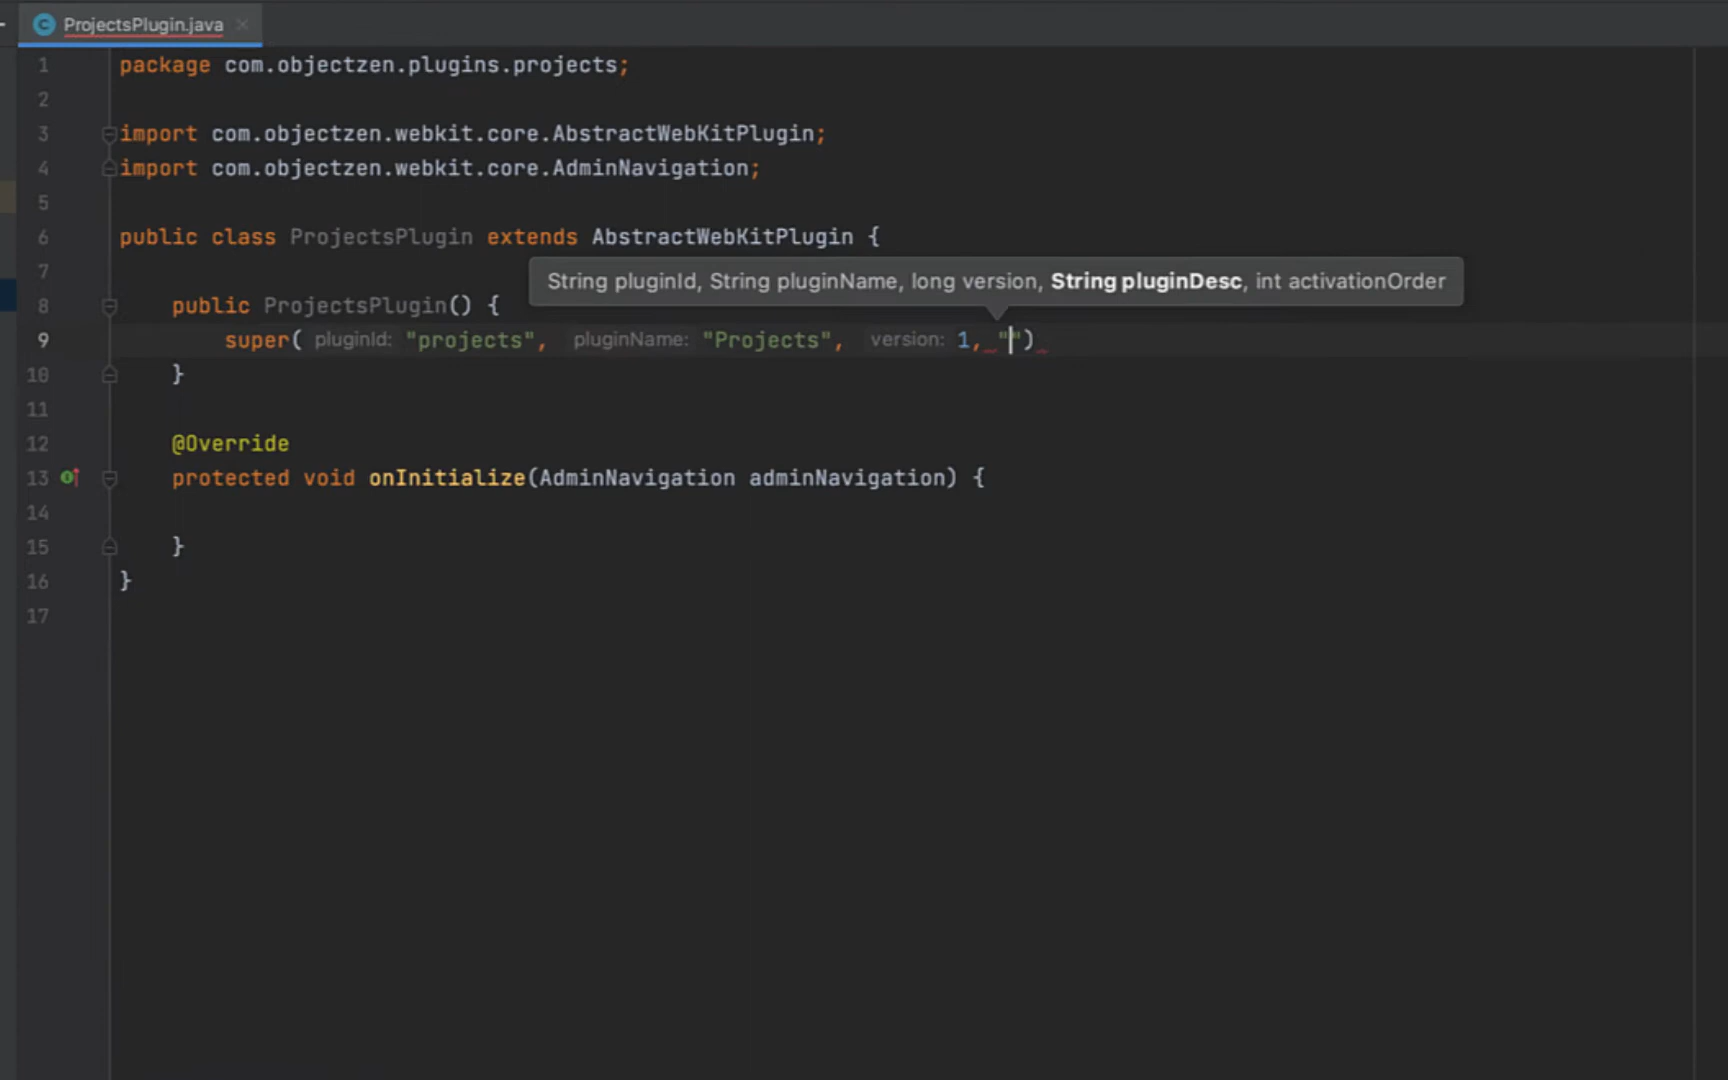 ProjectsPlugin.java
1 package com.objectzen.plugins.projects;
2
3 import com.objectzen.webkit.core.AbstractWebKitPlugin;
4 import com.objectzen.webkit.core.AdminNavigation;
5
6 public class ProjectsPlugin extends AbstractWebKitPlugin {
7
String pluginId, String pluginName, long version, String pluginDesc, int activationOrder
8 public ProjectsPlugin() {
9 super( pluginId: "projects", pluginName: "Projects", version: 1, "")
10 }
11
12 @Override
13 protected void onInitialize(AdminNavigation adminNavigation) {
14
15 }
16 }
17